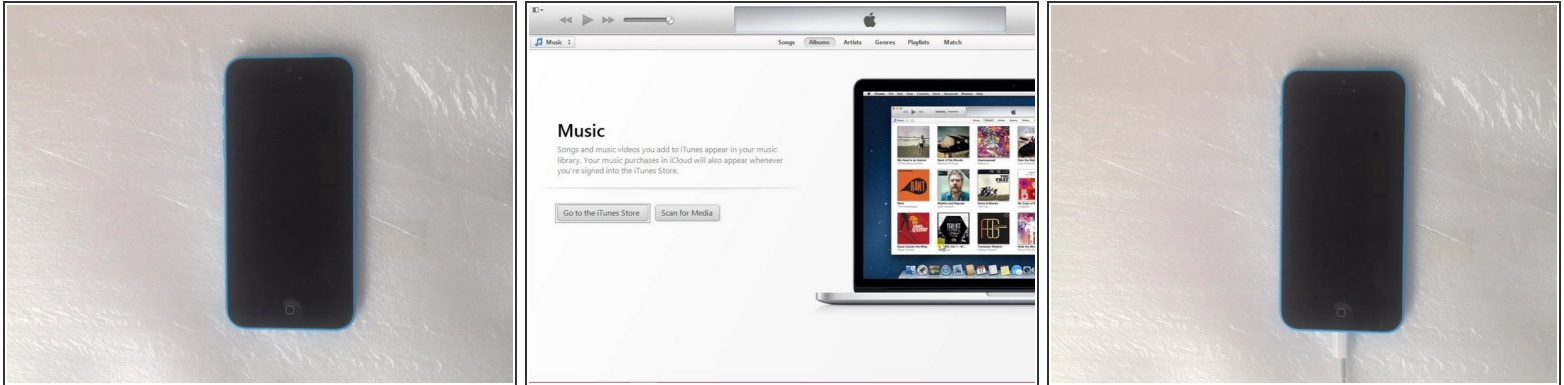 Music
Songs Albums Artists Genres Playlists Match
Music
Songs and music videos you add to iTunes appear in your music
library. Your music purchases in iCloud will also appear whenever
you're signed into the iTunes Store.
Go to the iTunes Store Scan for Media
RANT